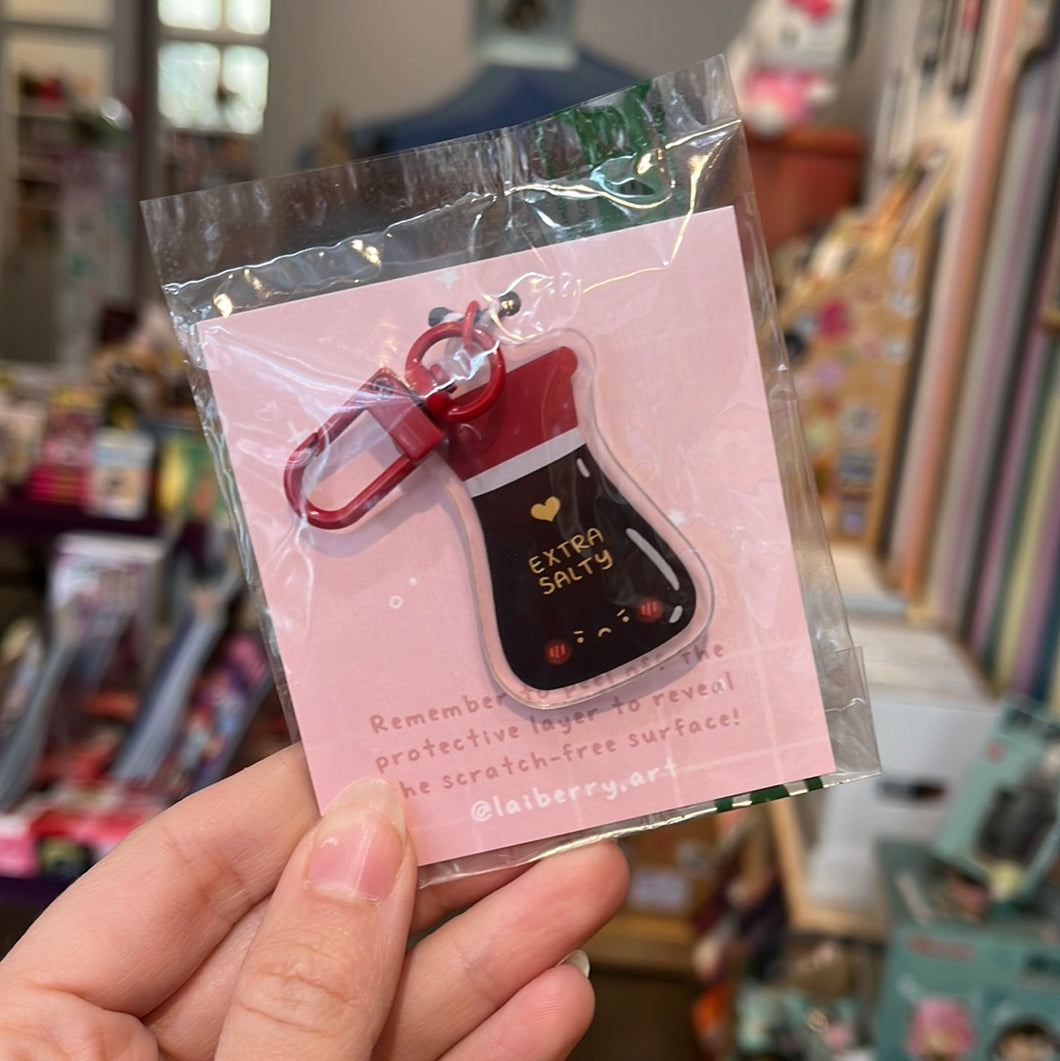 EXTRA
SALTY
Remember to peel off the
protective layer to reveal
the scratch-free surface!
@laiberry.art